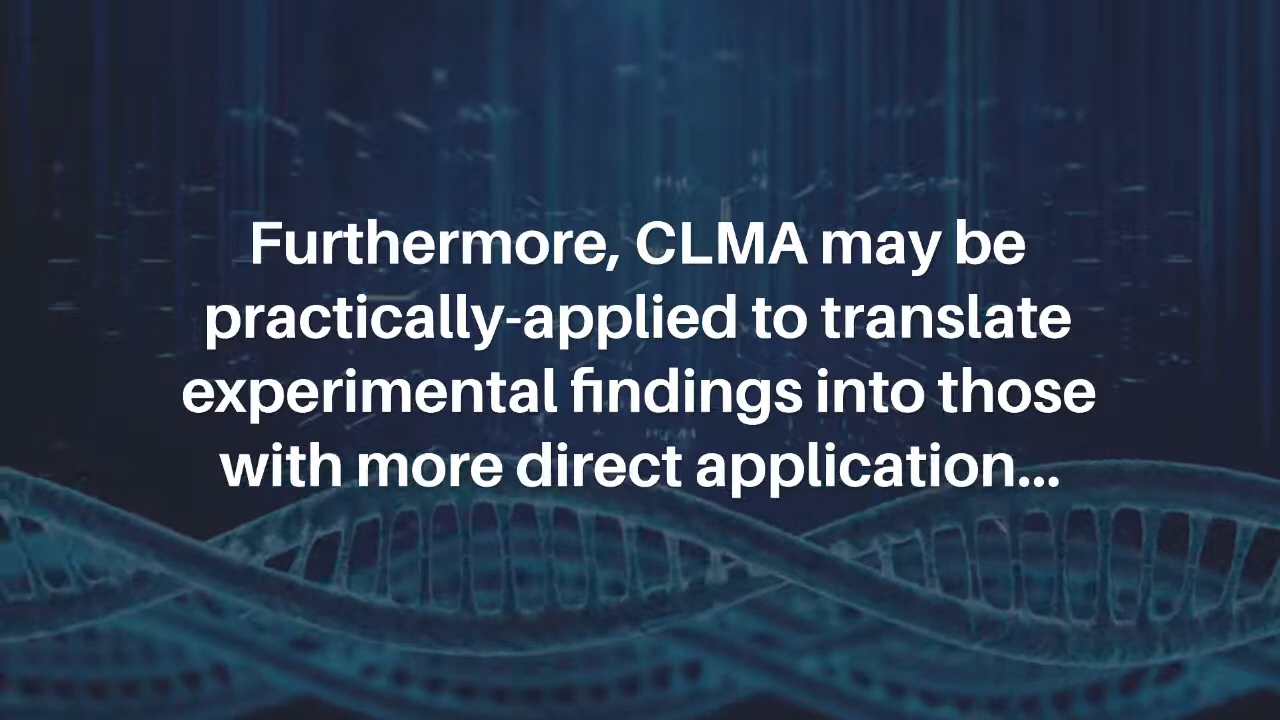 Furthermore, CLMA may be
practically-applied to translate
experimental findings into those
with more direct application...